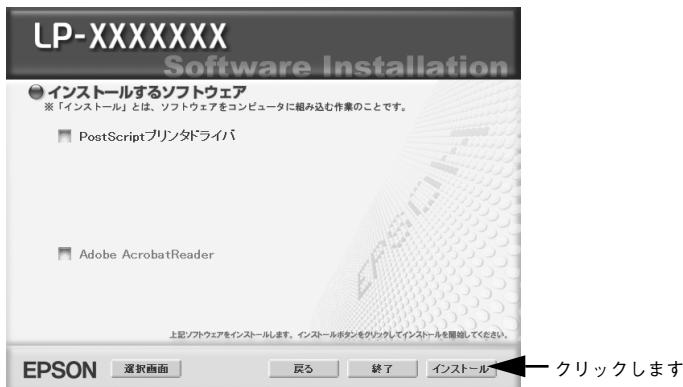 LP-XXXXXXX
Software Installation
インストールするソフトウェア
※「インストール」とは、ソフトウェアをコンピュータに組み込む作業のことです。
PostScriptプリンタドライバ
EPSON
Adobe AcrobatReader
上記ソフトウェアをインストールします。インストールボタンをクリックしてインストールを開始してください。
EPSON 選択画面 戻る 終了 インストール クリックします